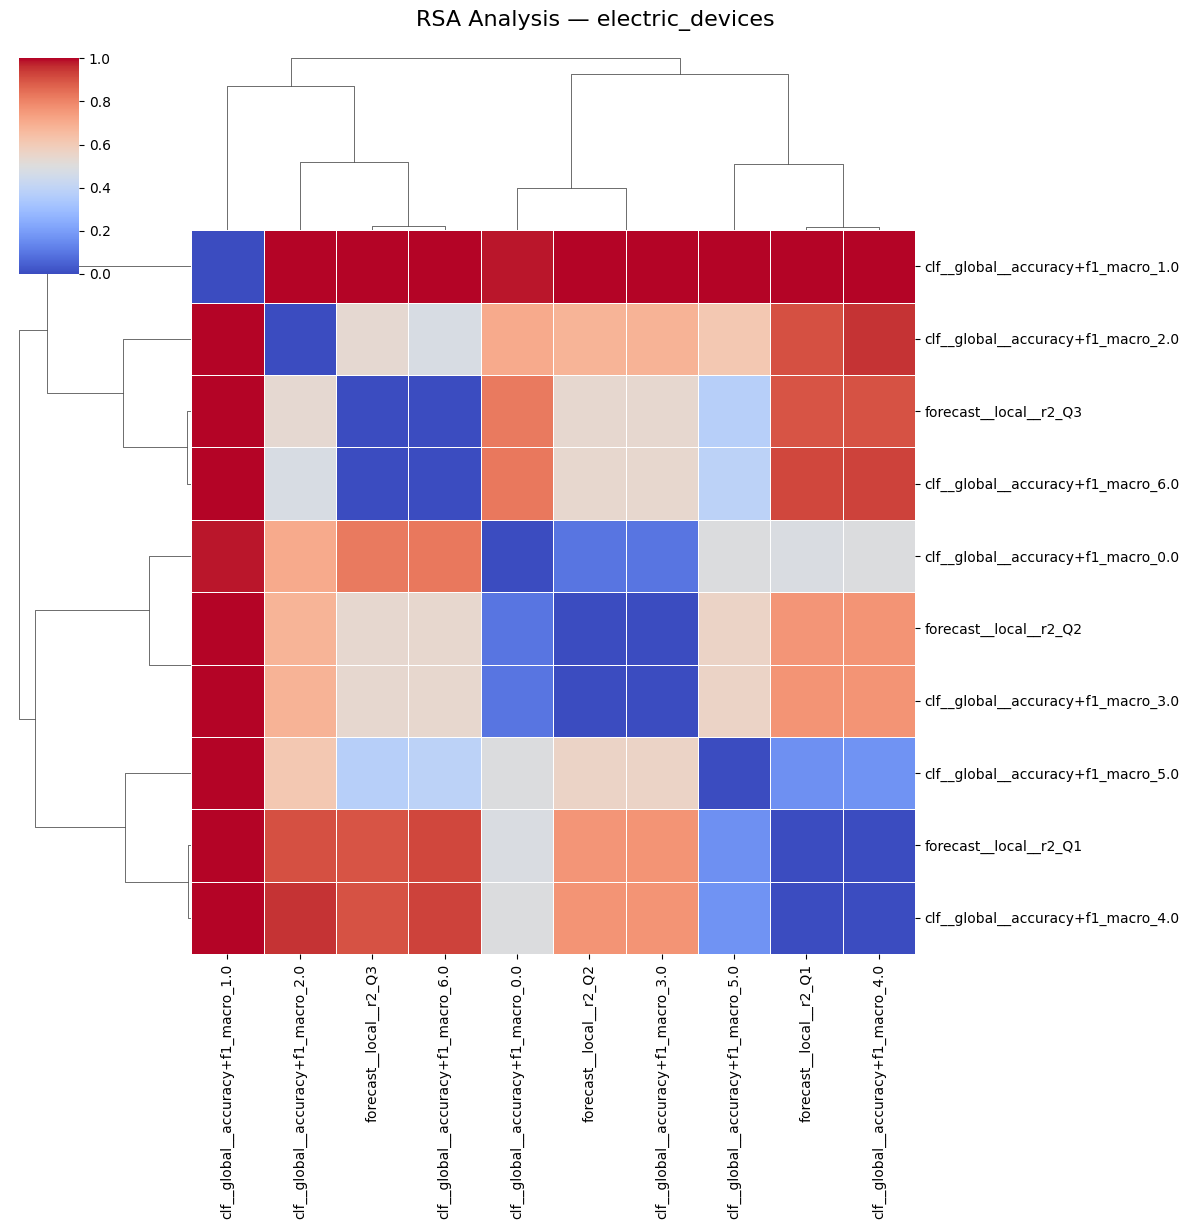 RSA Analysis — electric_devices
1.0
0.8
0.6
0.4
0.2
0.0
clf__global__accuracy+f1_macro_1.0
clf__global__accuracy+f1_macro_2.0
forecast__local__r2_Q3
clf__global__accuracy+f1_macro_6.0
clf__global__accuracy+f1_macro_0.0
forecast__local__r2_Q2
clf__global__accuracy+f1_macro_3.0
clf__global__accuracy+f1_macro_5.0
forecast__local__r2_Q1
clf__global__accuracy+f1_macro_4.0
clf__global__accuracy+f1_macro_1.0
clf__global__accuracy+f1_macro_2.0
forecast__local__r2_Q3
clf__global__accuracy+f1_macro_6.0
clf__global__accuracy+f1_macro_0.0
forecast__local__r2_Q2
clf__global__accuracy+f1_macro_3.0
clf__global__accuracy+f1_macro_5.0
forecast__local__r2_Q1
clf__global__accuracy+f1_macro_4.0